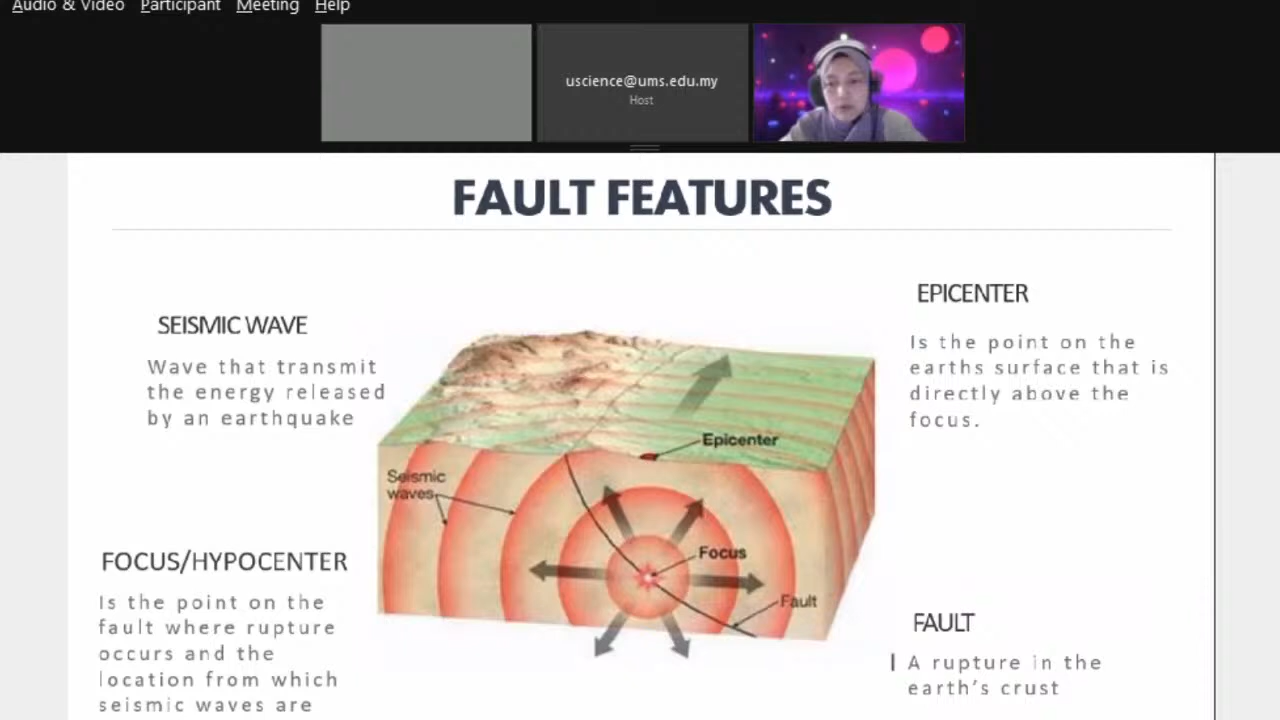 Audio & Video Participant Meeting Help
uscience@ums.edu.my
Host
FAULT FEATURES
SEISMIC WAVE
Wave that transmit
the energy released
by an earthquake
EPICENTER
Is the point on the
earths surface that is
directly above the
focus.
Epicenter
Seismic
waves
Focus
Fault
FOCUS/HYPOCENTER
Is the point on the
fault where rupture
occurs and the
location from which
seismic waves are
FAULT
A rupture in the
earth's crust